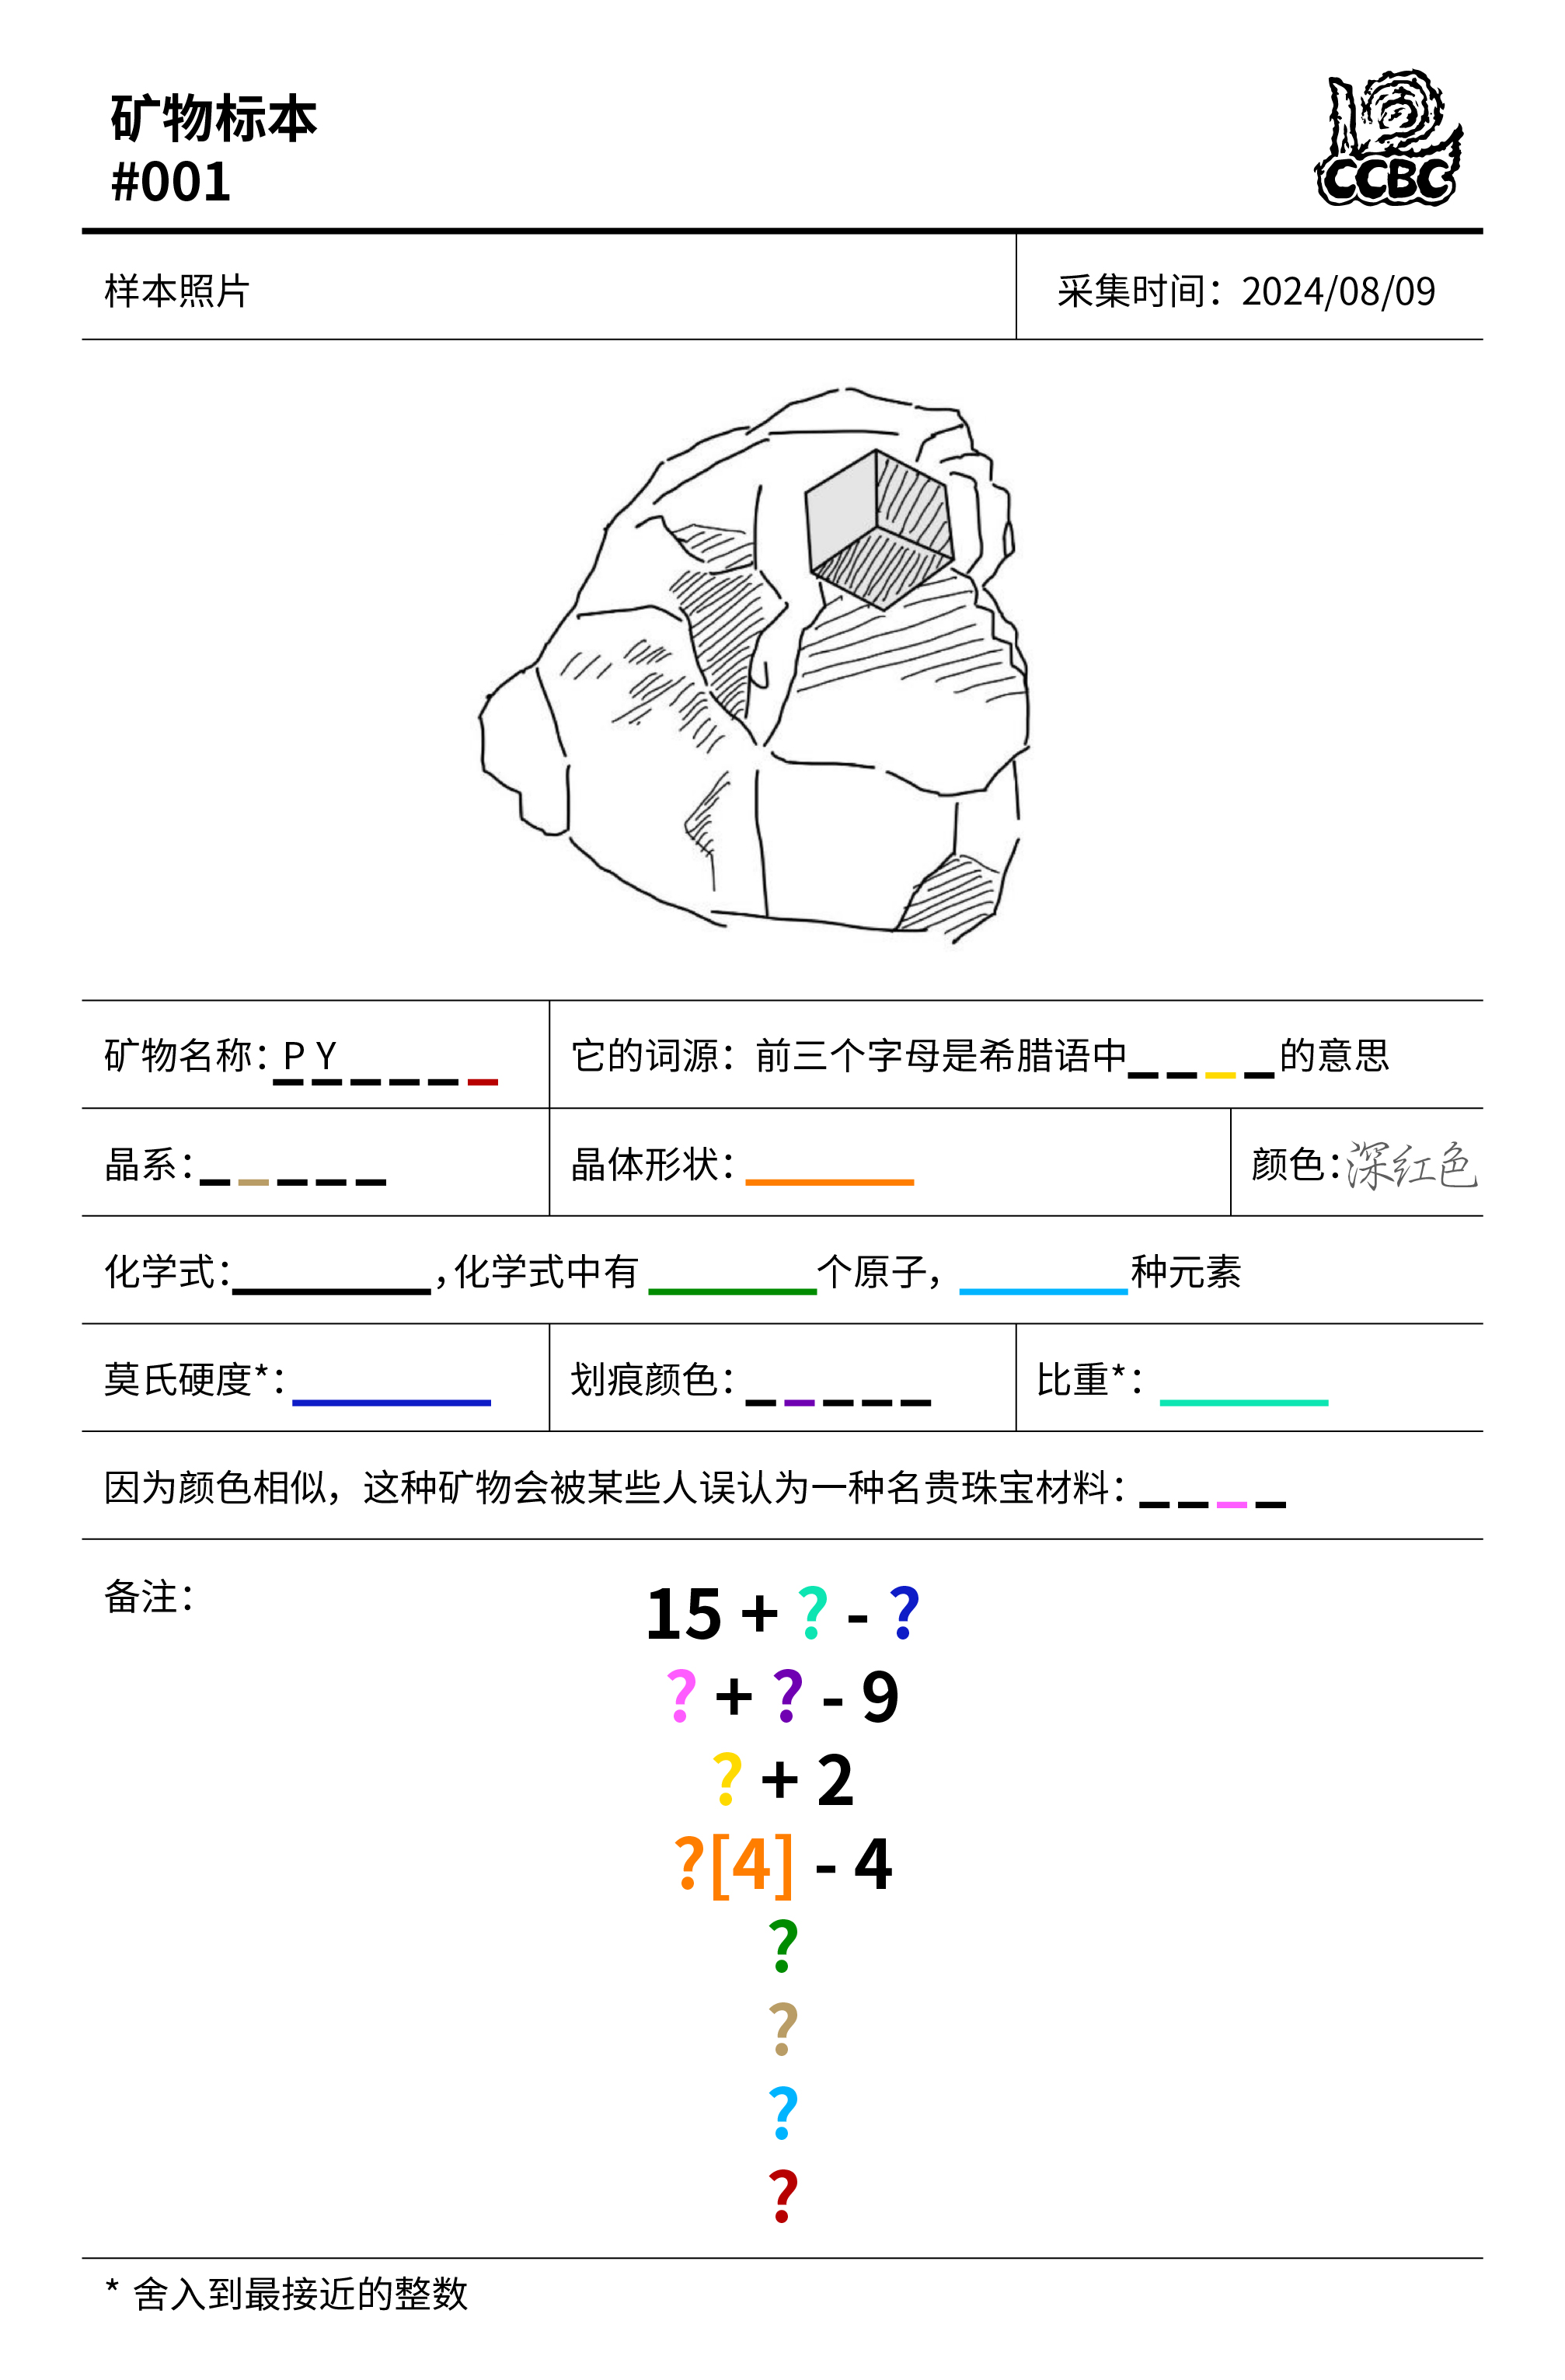 矿物标本
#001
CCBC
样本照片
采集时间：2024/08/09
矿物名称：P Y _ _ _ _
它的词源：前三个字母是希腊语中_ _ _ _的意思
晶系：_ _ _ _ _
晶体形状：_____
颜色：深红色
化学式：______，化学式中有_____个原子，_____种元素
莫氏硬度*：______
划痕颜色：_ _ _ _ _
比重*：_____
因为颜色相似，这种矿物会被某些人误认为一种名贵珠宝材料：_ _ _ _
备注：
15 + ? - ?
? + ? - 9
? + 2
?[4] - 4
?
?
?
?
* 舍入到最接近的整数